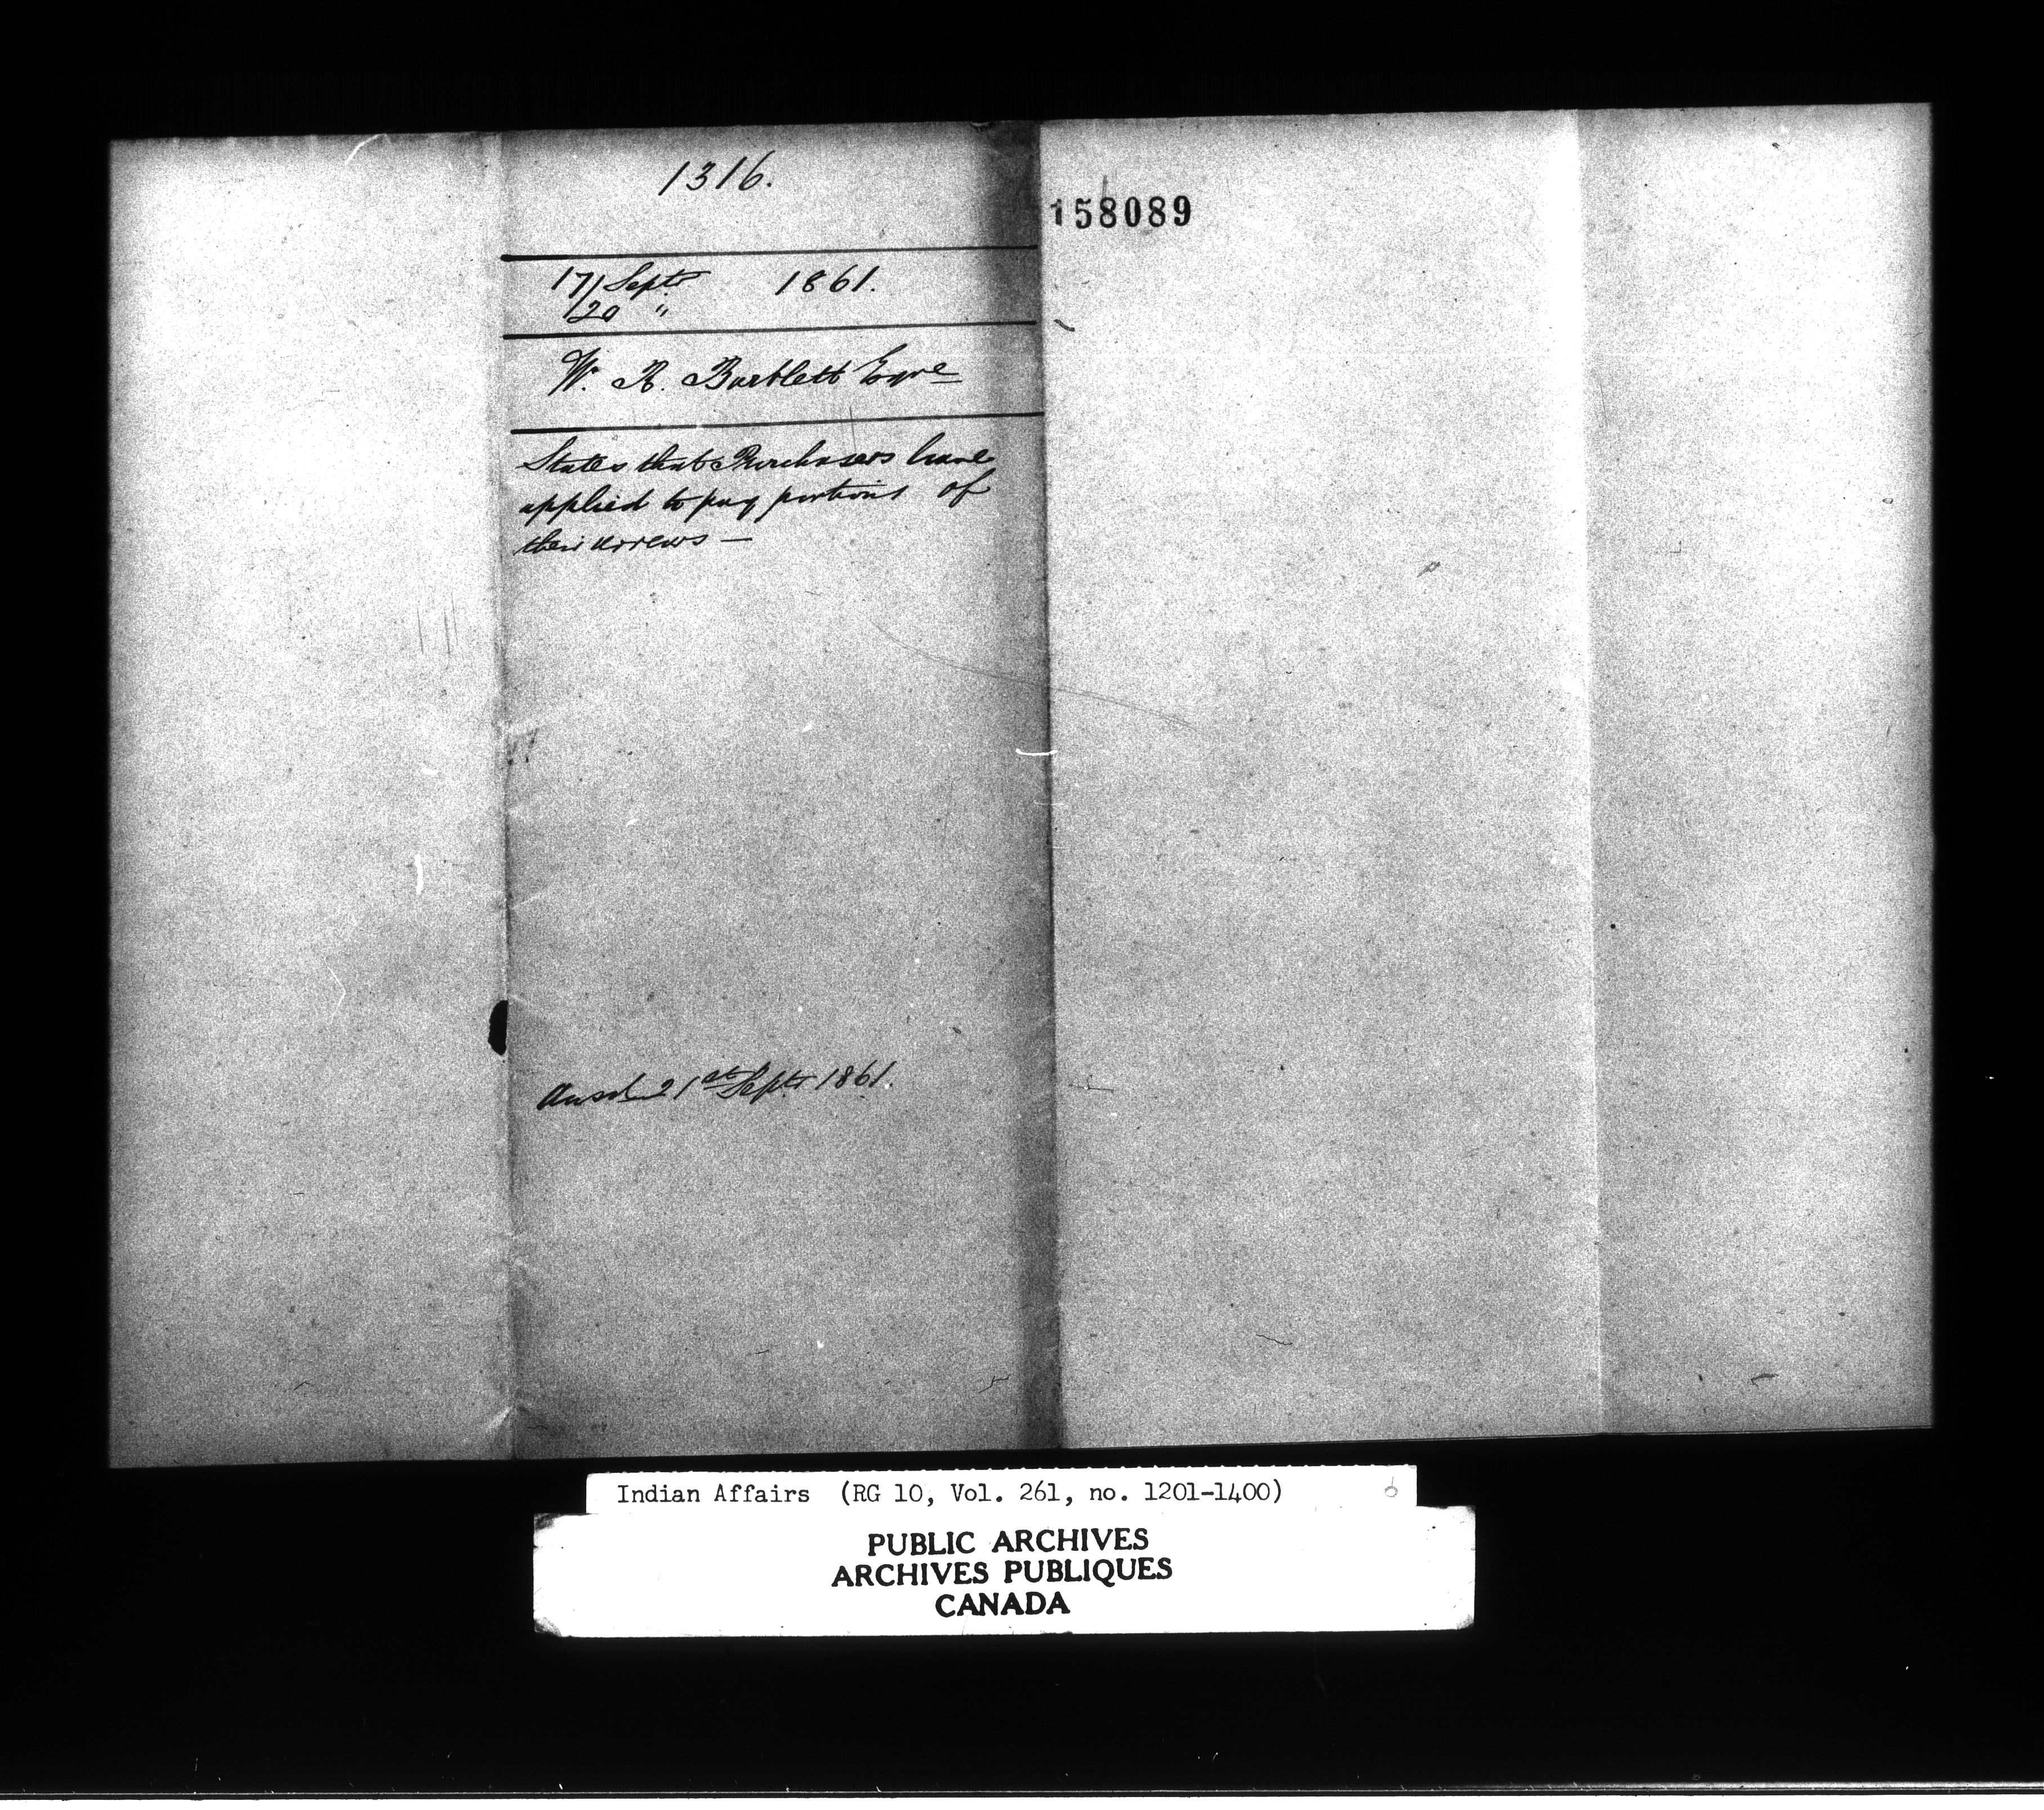 1316.
158089
17/ Septr 1861.
/20 "
W. R. Bartlett Esqre
States that Purchasers have
applied to pay portions of
their arrears —
Ansd 21st Septr 1861.
Indian Affairs (RG 10, Vol. 261, no. 1201-1400)
PUBLIC ARCHIVES
ARCHIVES PUBLIQUES
CANADA